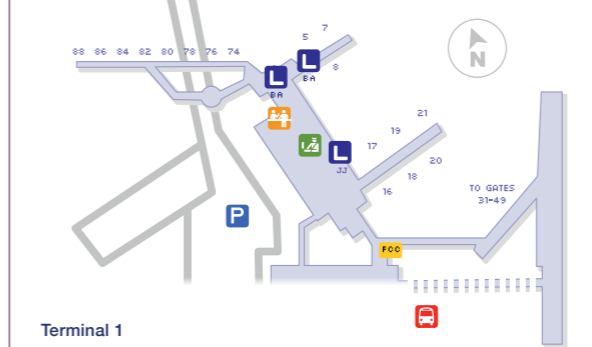 7
5
88 86 84 82 80 78 76 74
8
L
L
BA
BA
N
21
19
17
L
JJ
20
18
16
TO GATES
31-49
P
FCC
Terminal 1